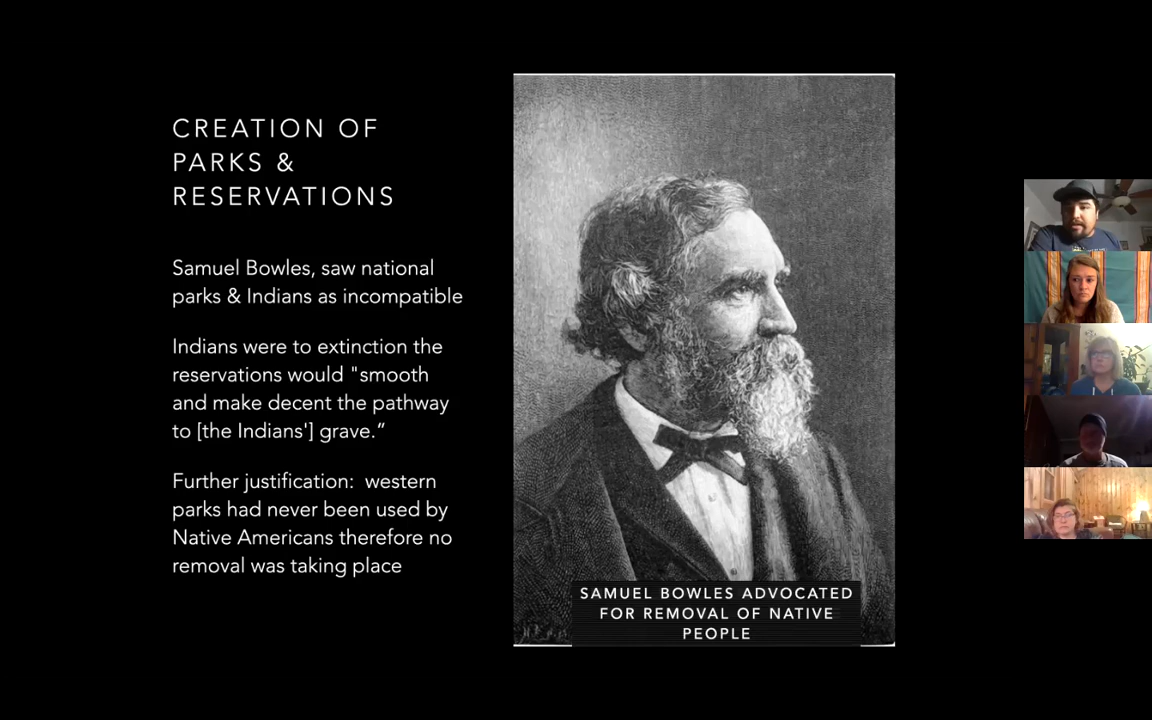 CREATION OF
PARKS &
RESERVATIONS
Samuel Bowles, saw national
parks & Indians as incompatible
Indians were to extinction the
reservations would "smooth
and make decent the pathway
to [the Indians'] grave.”
Further justification:  western
parks had never been used by
Native Americans therefore no
removal was taking place
SAMUEL BOWLES ADVOCATED
FOR REMOVAL OF NATIVE
PEOPLE